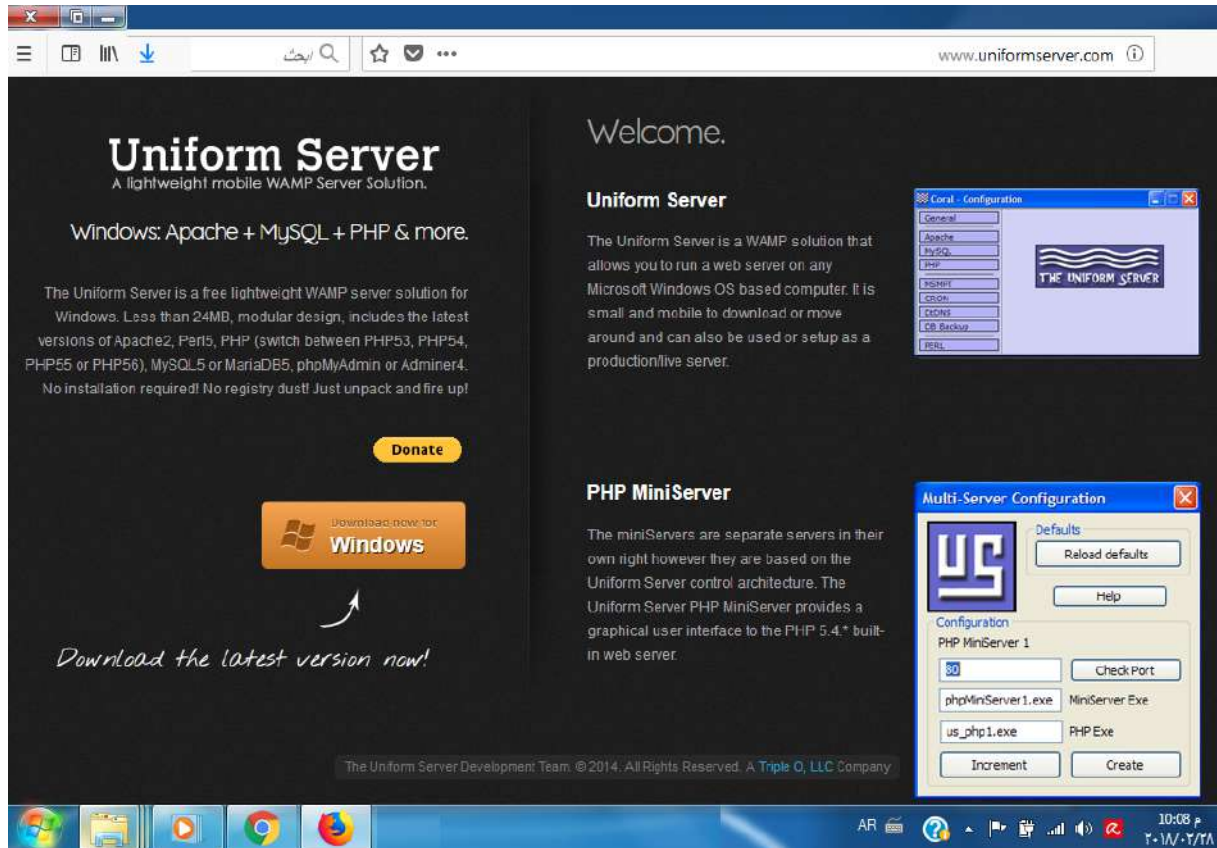 X
ابحث
www.uniformserver.com
Uniform Server
A lightweight mobile WAMP Server Solution.
Windows: Apache + MySQL + PHP & more.
The Uniform Server is a free lightweight WAMP server solution for
Windows. Less than 24MB, modular design, includes the latest
versions of Apache2, Perl5, PHP (switch between PHP53, PHP54,
PHP55 or PHP56), MySQL5 or MariaDB5, phpMyAdmin or Adminer4.
No installation required! No registry dust! Just unpack and fire up!
Donate
Download now for
Windows
Download the latest version now!
Welcome.
Uniform Server
The Uniform Server is a WAMP solution that
allows you to run a web server on any
Microsoft Windows OS based computer. It is
small and mobile to download or move
around and can also be used or setup as a
production/live server.
Coral - Configuration
General
Apache
MySQL
PHP
MSMPT
CRON
DtDNS
DB Backup
PERL
THE UNIFORM SERVER
PHP MiniServer
The miniServers are separate servers in their
own right however they are based on the
Uniform Server control architecture. The
Uniform Server PHP MiniServer provides a
graphical user interface to the PHP 5.4.* built-
in web server.
Multi-Server Configuration
US
Defaults
Reload defaults
Help
Configuration
PHP MiniServer 1
80
Check Port
phpMiniServer1.exe MiniServer Exe
us_php1.exe PHP Exe
Increment
Create
The Uniform Server Development Team. © 2014. All Rights Reserved. A Triple O, LLC Company
AR
10:08 م
٢٠١٨/٠٢/٢٨